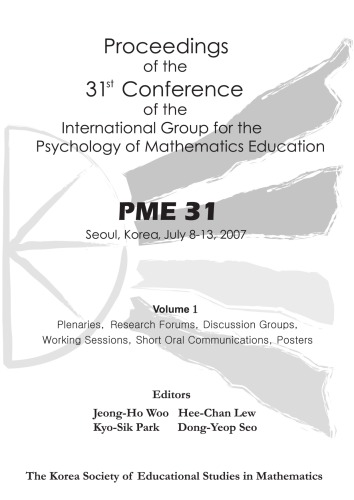 Proceedings
of the
31st Conference
of the
International Group for the
Psychology of Mathematics Education
PME 31
Seoul, Korea, July 8-13, 2007
Volume 1
Plenaries, Research Forums, Discussion Groups,
Working Sessions, Short Oral Communications, Posters
Editors
Jeong-Ho Woo Hee-Chan Lew
Kyo-Sik Park Dong-Yeop Seo
The Korea Society of Educational Studies in Mathematics